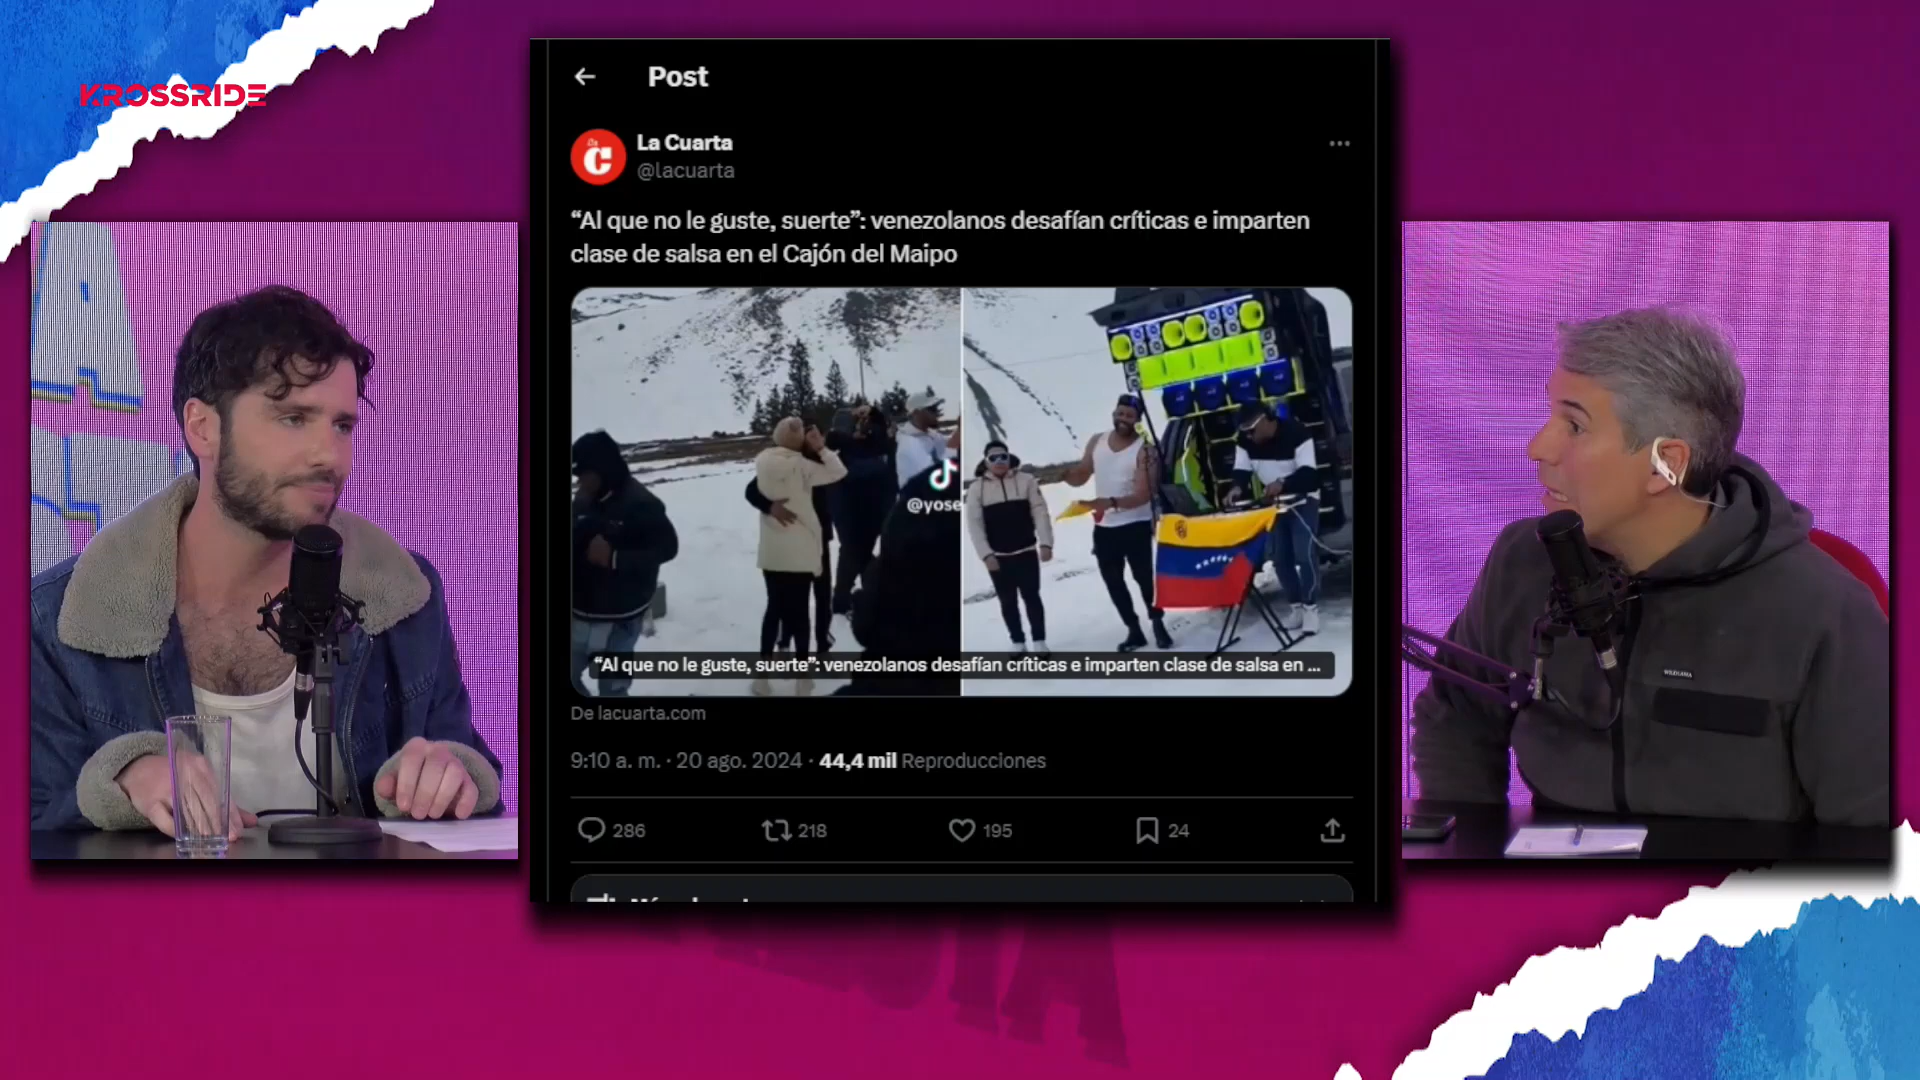 KROSSRIDE
Post
La Cuarta
@lacuarta
“Al que no le guste, suerte”: venezolanos desafían críticas e imparten
clase de salsa en el Cajón del Maipo
@yose
“Al que no le guste, suerte”: venezolanos desafían críticas e imparten clase de salsa en ...
De lacuarta.com
9:10 a. m. · 20 ago. 2024 · 44,4 mil Reproducciones
286 218 195 24